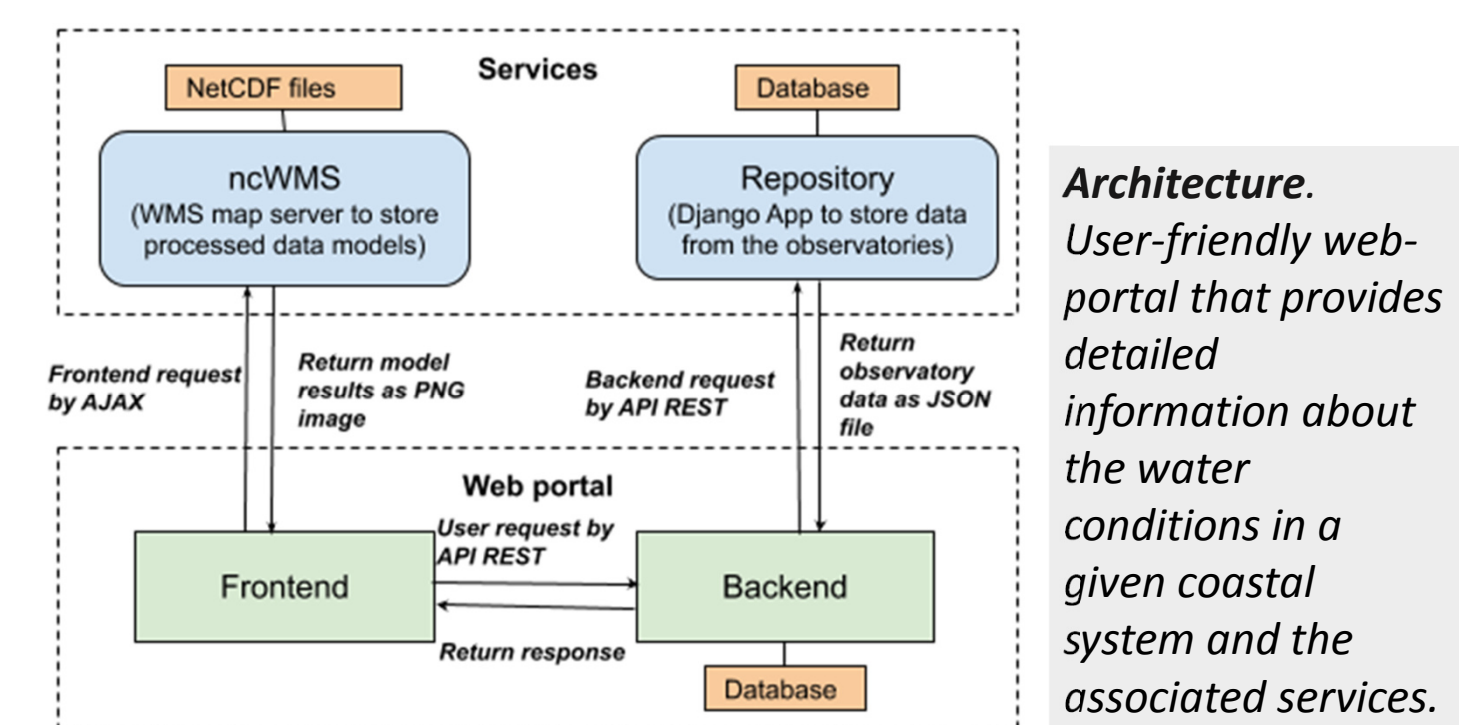 Services
NetCDF files
Database
ncWMS
(WMS map server to store
processed data models)
Repository
(Django App to store data
from the observatories)
Frontend request
by AJAX
Return model
results as PNG
image
Backend request
by API REST
Return
observatory
data as JSON
file
Web portal
User request by
API REST
Frontend
Backend
Return response
Database
Architecture.
User-friendly web-
portal that provides
detailed
information about
the water
conditions in a
given coastal
system and the
associated services.